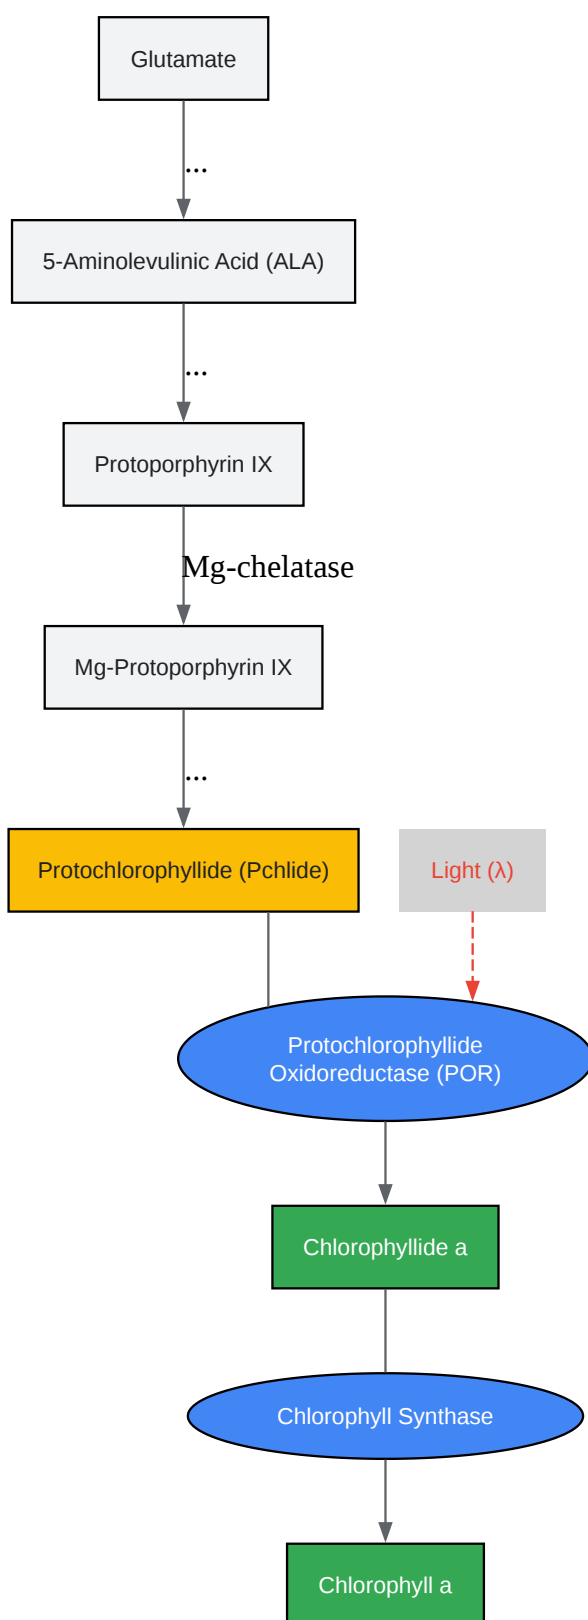 Glutamate
...
5-Aminolevulinic Acid (ALA)
...
Protoporphyrin IX
Mg-chelatase
Mg-Protoporphyrin IX
...
Protochlorophyllide (Pchlide)
Light (λ)
Protochlorophyllide
Oxidoreductase (POR)
Chlorophyllide a
Chlorophyll Synthase
Chlorophyll a